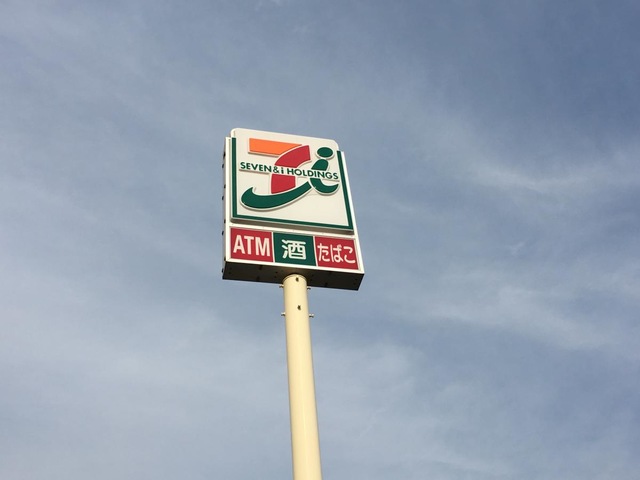 SEVEN & i HOLDINGS
ATM 酒 たばこ